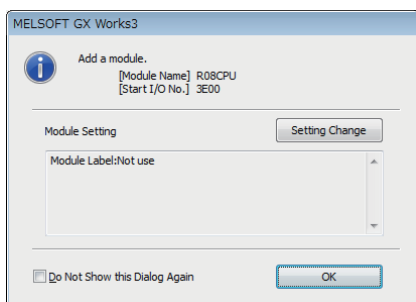 MELSOFT GX Works3
Add a module.
[Module Name] R08CPU
[Start I/O No.] 3E00
Module Setting
Setting Change
Module Label:Not use
Do Not Show this Dialog Again
OK